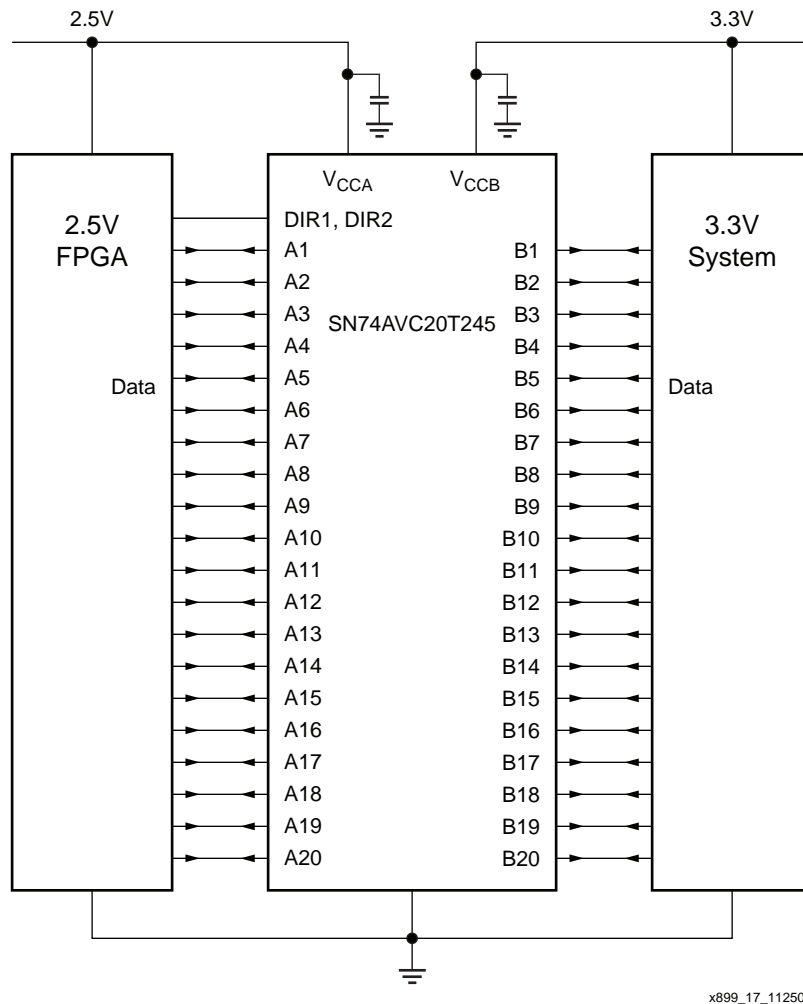 2.5V
3.3V
VCCA
VCCB
2.5V
FPGA
DIR1, DIR2
3.3V
System
A1
B1
A2
B2
A3
B3
SN74AVC20T245
A4
B4
Data
A5
B5
Data
A6
B6
A7
B7
A8
B8
A9
B9
A10
B10
A11
B11
A12
B12
A13
B13
A14
B14
A15
B15
A16
B16
A17
B17
A18
B18
A19
B19
A20
B20
x899_17_11250